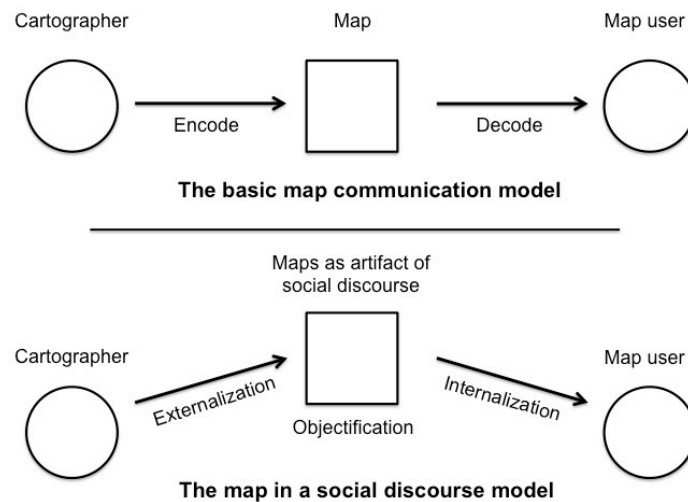 Cartographer
Map
Map user
Encode
Decode
The basic map communication model
Maps as artifact of
social discourse
Cartographer
Map user
Externalization
Internalization
Objectification
The map in a social discourse model